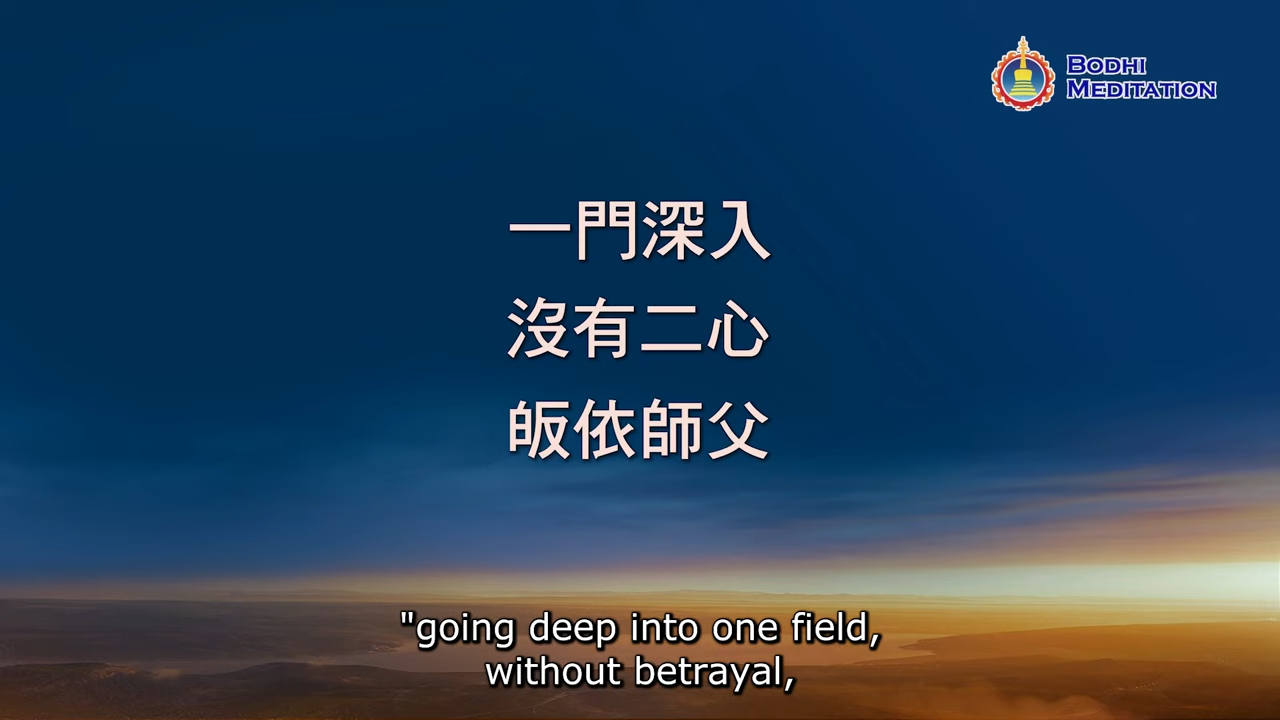 BODHI
MEDITATION
一門深入
沒有二心
皈依師父
"going deep into one field,
without betrayal,